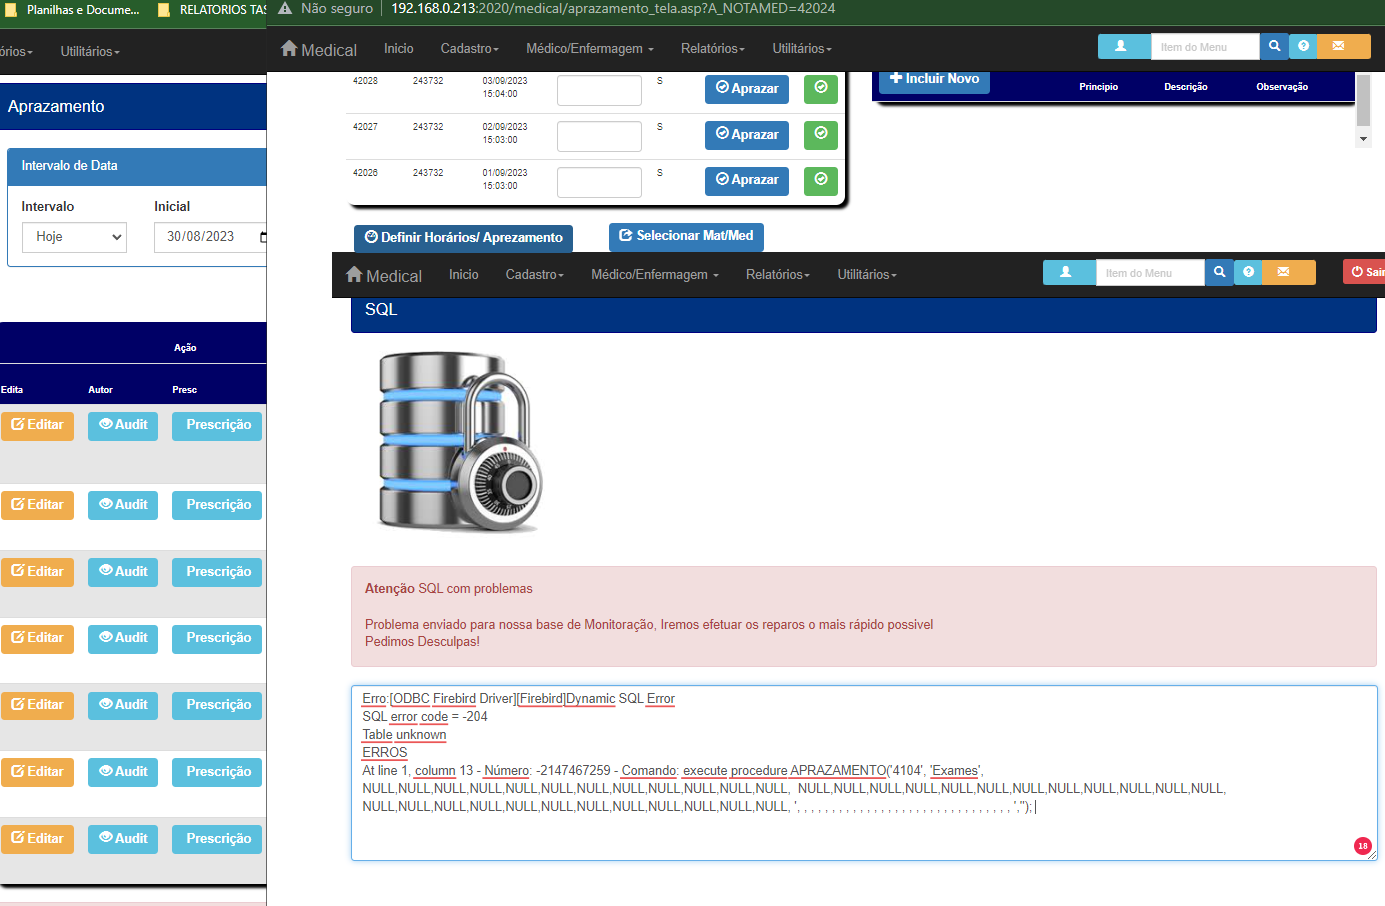 Planilhas e Docume...
RELATORIOS TAS
Não seguro
192.168.0.213:2020/medical/aprazamento_tela.asp?A_NOTAMED=42024
órios
Utilitários
Medical
Inicio
Cadastro
Médico/Enfermagem
Relatórios
Utilitários
Item do Menu
Aprazamento
Intervalo de Data
Intervalo
Inicial
Hoje
30/08/2023
Ação
Edita
Autor
Presc
Editar
Audit
Prescrição
Editar
Audit
Prescrição
Editar
Audit
Prescrição
Editar
Audit
Prescrição
Editar
Audit
Prescrição
Editar
Audit
Prescrição
Editar
Audit
Prescrição
42028
243732
03/09/2023
15:04:00
S
Aprazar
42027
243732
02/09/2023
15:03:00
S
Aprazar
42026
243732
01/09/2023
15:03:00
S
Aprazar
Incluir Novo
Principio
Descrição
Observação
Definir Horários/ Aprezamento
Selecionar Mat/Med
Medical
Inicio
Cadastro
Médico/Enfermagem
Relatórios
Utilitários
Item do Menu
Sair
SQL
Atenção SQL com problemas
Problema enviado para nossa base de Monitoração, Iremos efetuar os reparos o mais rápido possivel
Pedimos Desculpas!
Erro:[ODBC Firebird Driver][Firebird]Dynamic SQL Error
SQL error code = -204
Table unknown
ERROS
At line 1, column 13 - Número: -2147467259 - Comando: execute procedure APRAZAMENTO('4104', 'Exames',
NULL,NULL,NULL,NULL,NULL,NULL,NULL,NULL,NULL,NULL,NULL,NULL, NULL,NULL,NULL,NULL,NULL,NULL,NULL,NULL,NULL,NULL,NULL,NULL,
NULL,NULL,NULL,NULL,NULL,NULL,NULL,NULL,NULL,NULL,NULL,NULL, ', , , , , , , , , , , , , , , , , , , , , , , , , , , , , , , ','');
18